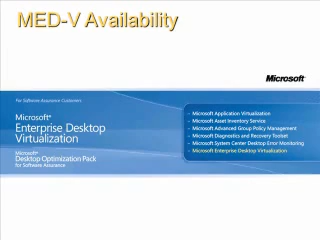 MED-V Availability
Microsoft
For Software Assurance Customers
Microsoft®
Enterprise Desktop
Virtualization
Microsoft®
Desktop Optimization Pack
for Software Assurance
– Microsoft Application Virtualization
– Microsoft Asset Inventory Service
– Microsoft Advanced Group Policy Management
– Microsoft Diagnostics and Recovery Toolset
– Microsoft System Center Desktop Error Monitoring
– Microsoft Enterprise Desktop Virtualization